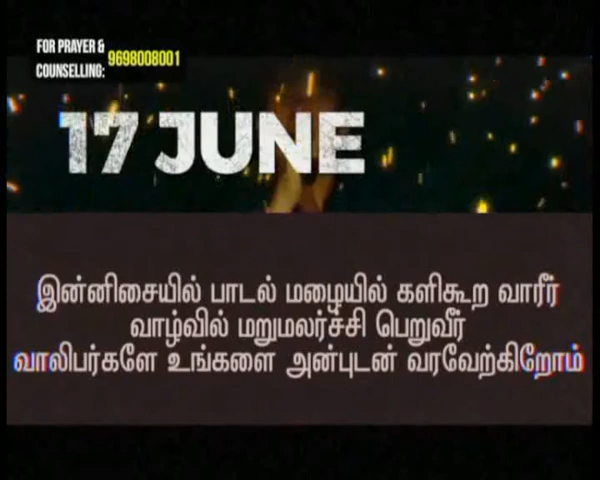 FOR PRAYER &
COUNSELLING: 9698008001
17 JUNE
இன்னிசையில் பாடல் மழையில் களிகூற வாரீர்
வாழ்வில் மறுமலர்ச்சி பெறுவீர்
வாலிபர்களே உங்களை அன்புடன் வரவேற்கிறோம்